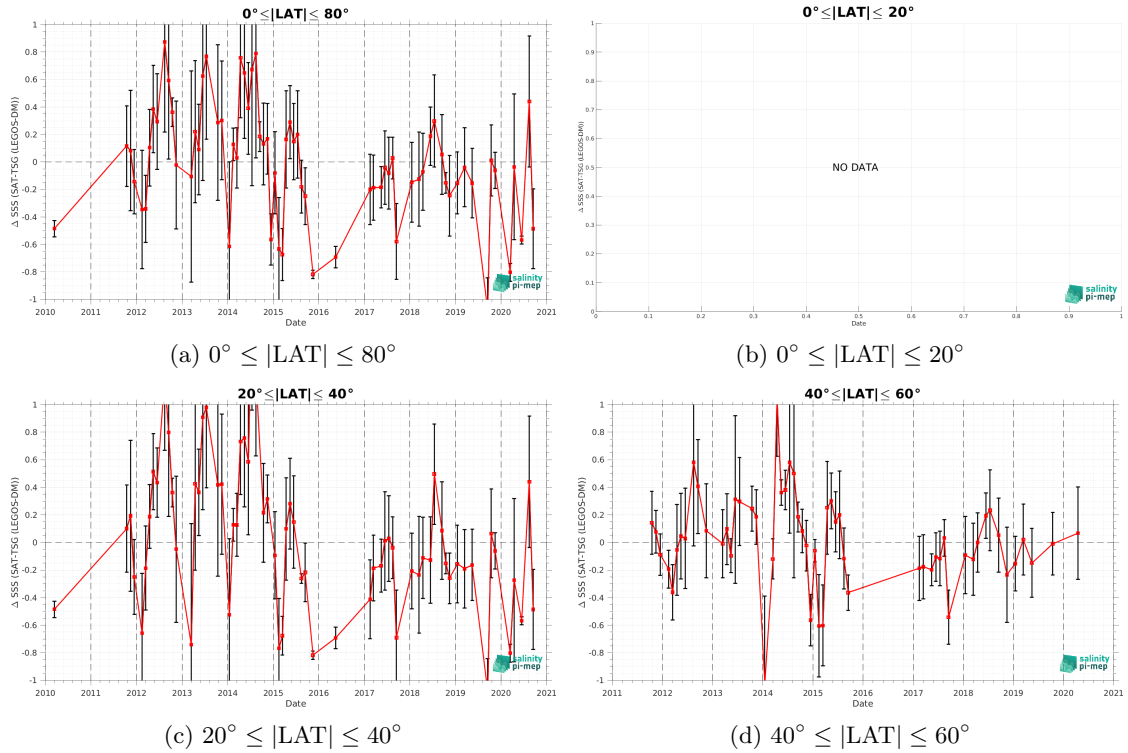 0°≤|LAT|≤ 80°
Δ SSS (SAT-TSG (LEGOS-DM))
1
0.8
0.6
0.4
0.2
0
-0.2
-0.4
-0.6
-0.8
-1
2010 2011 2012 2013 2014 2015 2016 2017 2018 2019 2020 2021
Date
salinity
pi-mep
(a) 0° ≤ |LAT| ≤ 80°
0°≤|LAT|≤ 20°
Δ SSS (SAT-TSG (LEGOS-DM))
1
0.9
0.8
0.7
0.6
0.5
0.4
0.3
0.2
0.1
0
NO DATA
0 0.1 0.2 0.3 0.4 0.5 0.6 0.7 0.8 0.9 1
Date
salinity
pi-mep
(b) 0° ≤ |LAT| ≤ 20°
20°≤|LAT|≤ 40°
Δ SSS (SAT-TSG (LEGOS-DM))
1
0.8
0.6
0.4
0.2
0
-0.2
-0.4
-0.6
-0.8
-1
2010 2011 2012 2013 2014 2015 2016 2017 2018 2019 2020 2021
Date
salinity
pi-mep
(c) 20° ≤ |LAT| ≤ 40°
40°≤|LAT|≤ 60°
Δ SSS (SAT-TSG (LEGOS-DM))
1
0.8
0.6
0.4
0.2
0
-0.2
-0.4
-0.6
-0.8
-1
2011 2012 2013 2014 2015 2016 2017 2018 2019 2020 2021
Date
salinity
pi-mep
(d) 40° ≤ |LAT| ≤ 60°